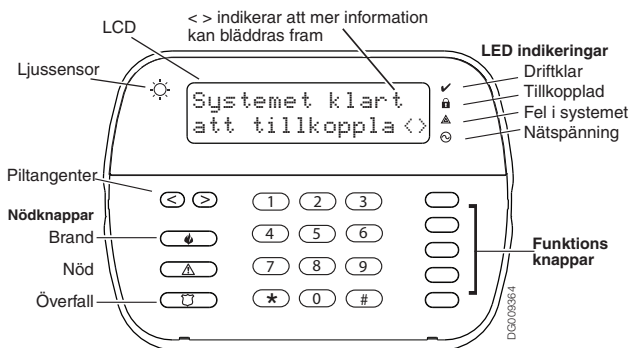 < > indikerar att mer information
kan bläddras fram
LCD
LED indikeringar
Ljussensor
Driftklar
Tillkopplad
Fel i systemet
Nätspänning
Systemet klart
att tillkoppla <>
Piltangenter
< >
Nödknappar
Brand
Nöd
Överfall
1 2 3
4 5 6
7 8 9
* 0 #
Funktions
knappar
DG009364